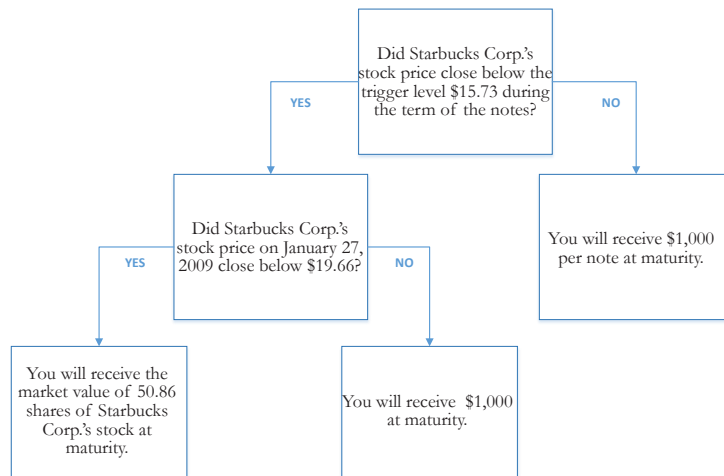 Did Starbucks Corp.'s
stock price close below the
trigger level $15.73 during
the term of the notes?
YES
NO
Did Starbucks Corp.'s
stock price on January 27,
2009 close below $19.66?
You will receive $1,000
per note at maturity.
YES
NO
You will receive the
market value of 50.86
shares of Starbucks
Corp.'s stock at
maturity.
You will receive $1,000
at maturity.